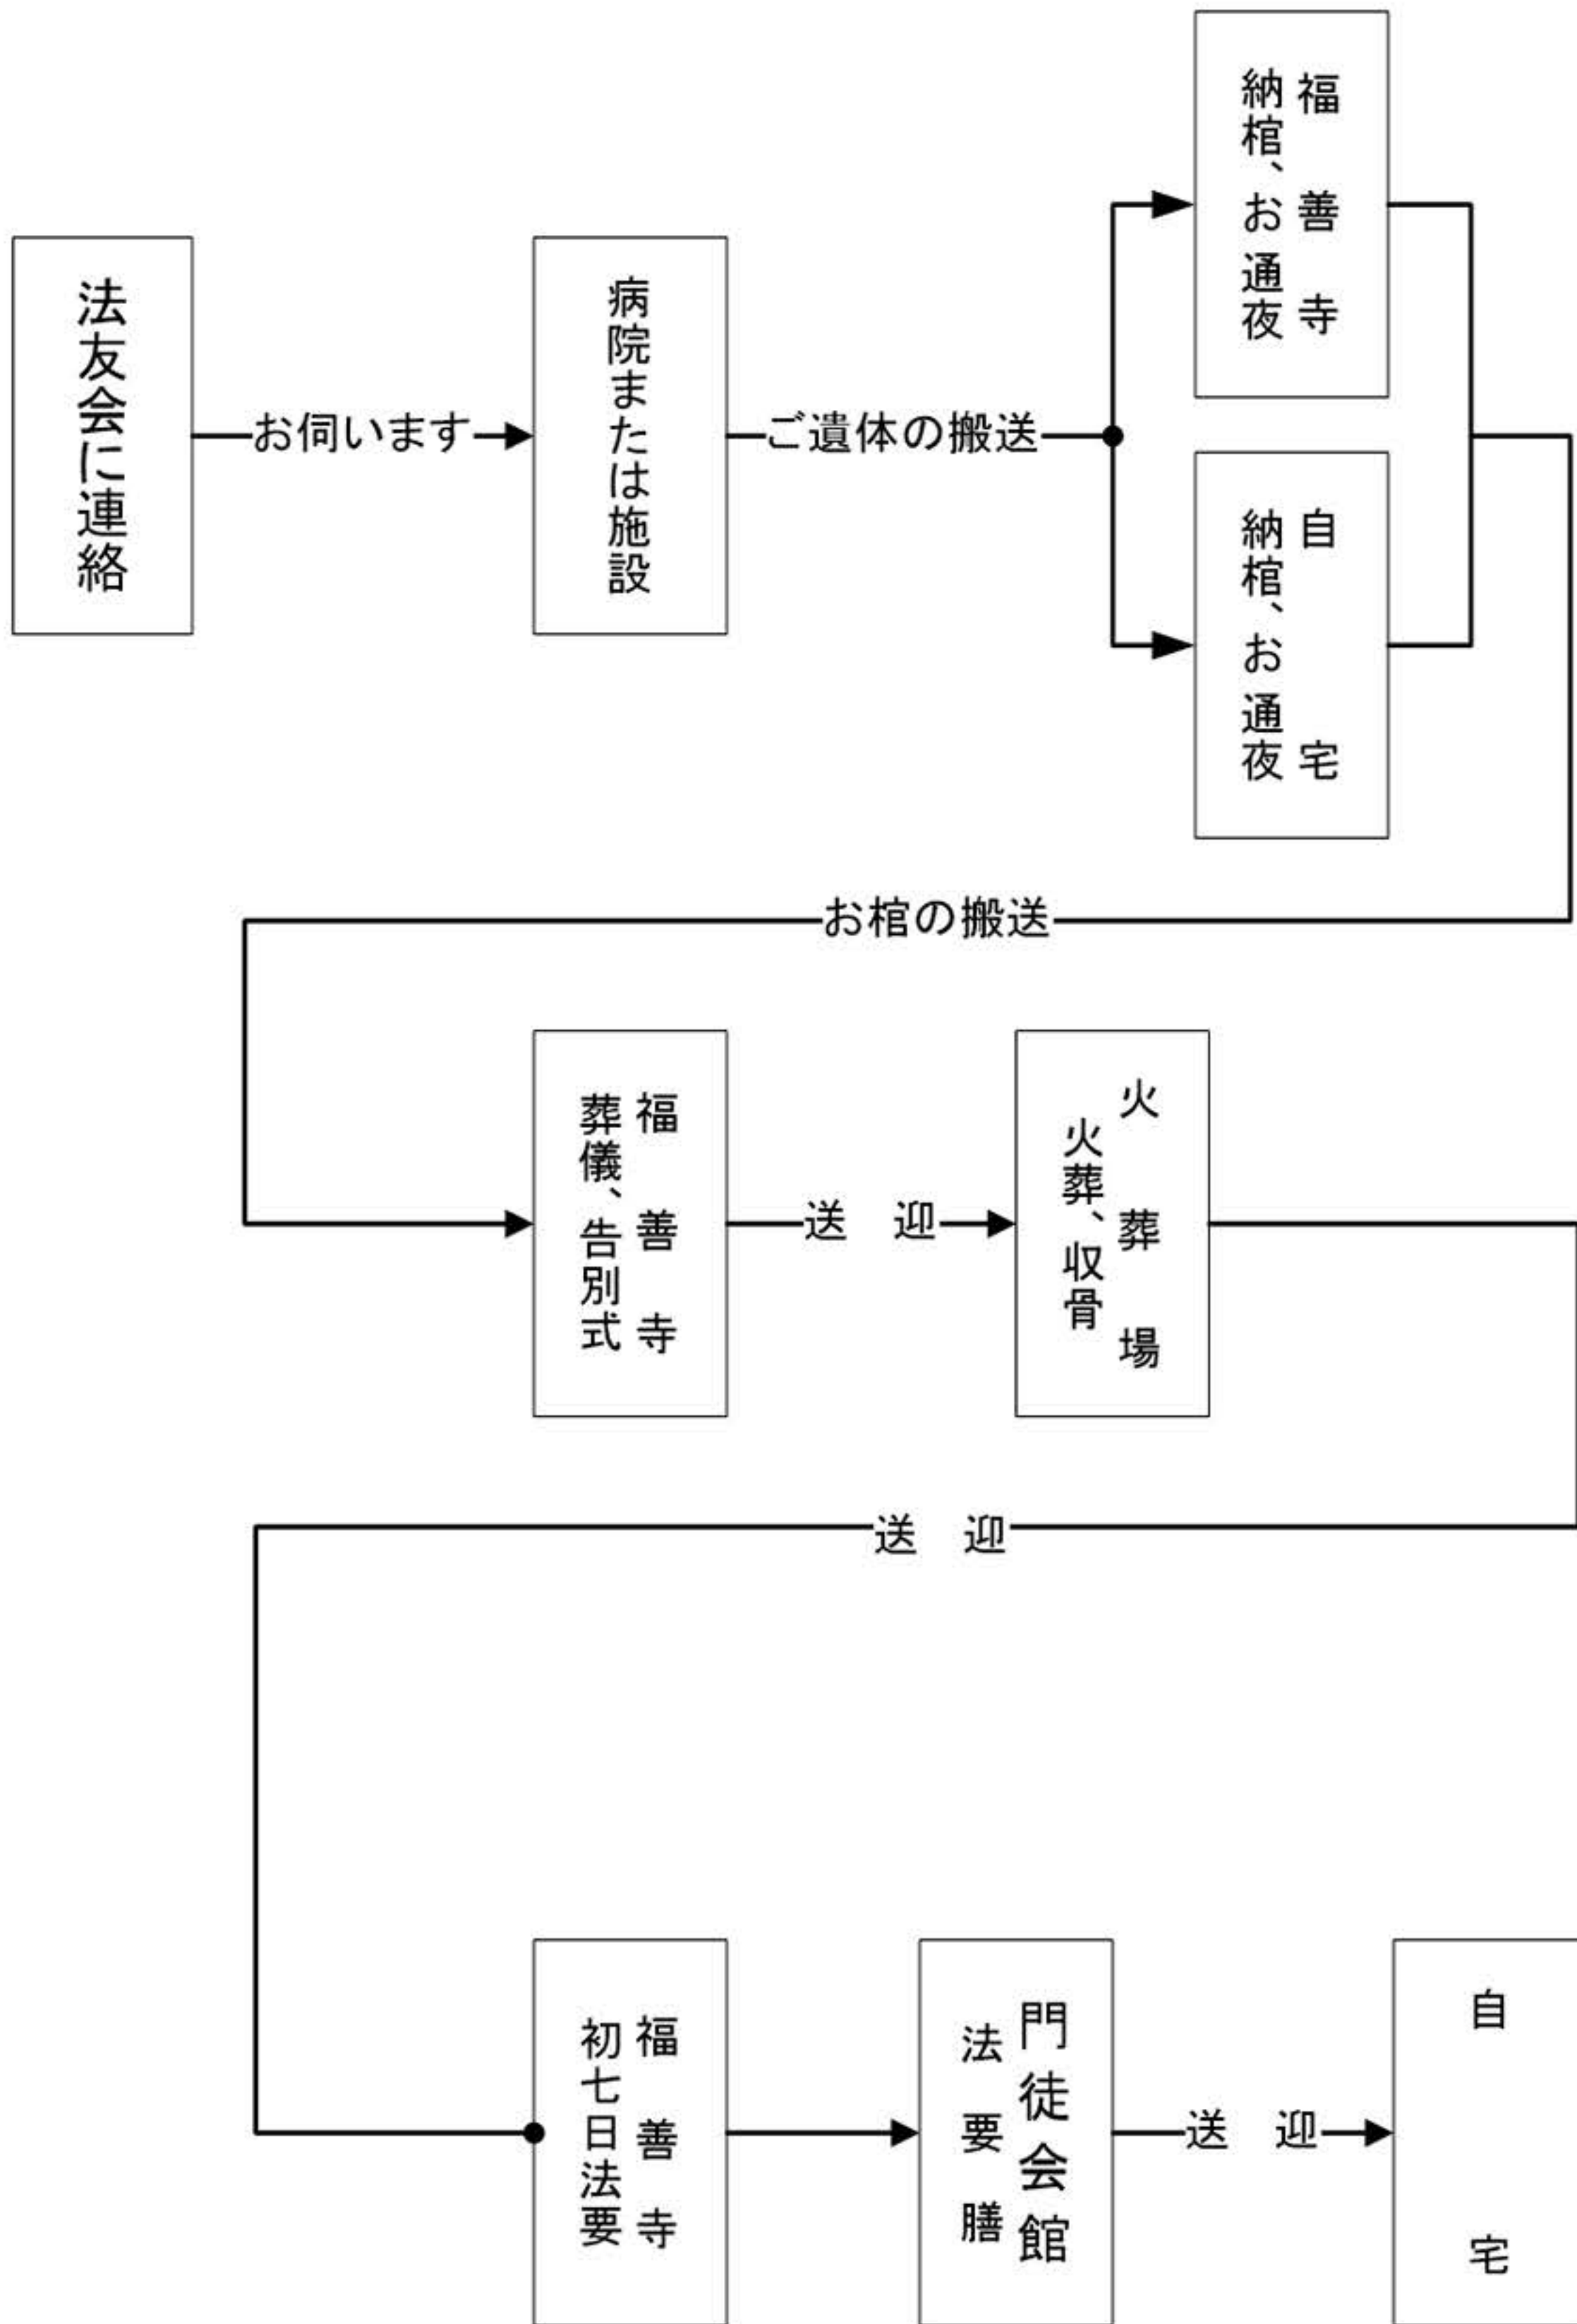 法友会に連絡
お伺います
病院または施設
ご遺体の搬送
福善寺
納棺、お通夜
自宅
納棺、お通夜
お棺の搬送
福善寺
葬儀、告別式
送 迎
火葬場
火葬、収骨
送 迎
福善寺
初七日法要
門徒会館
法要膳
送 迎
自宅